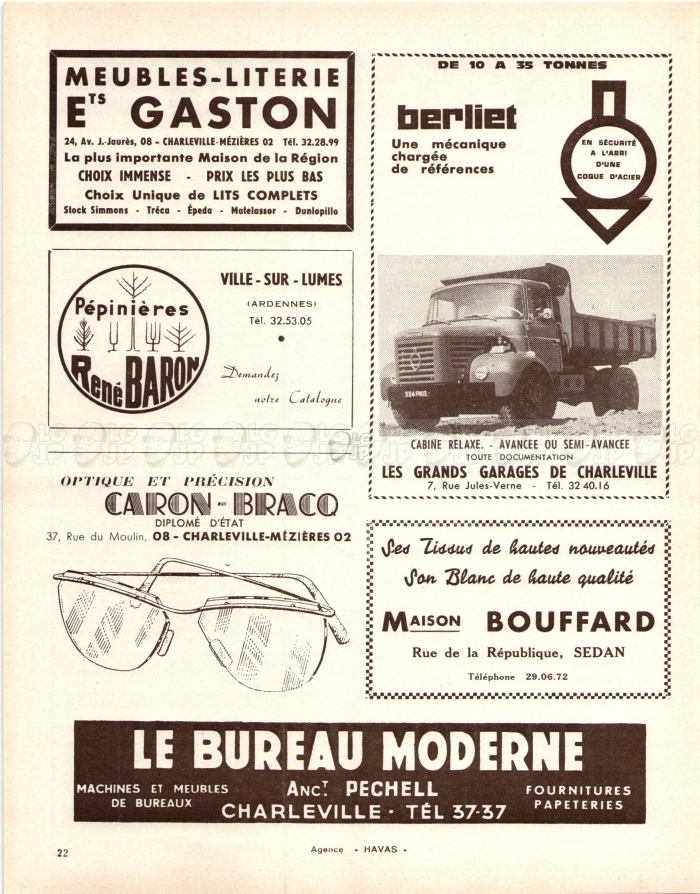 MEUBLES-LITERIE
Ets GASTON
24, Av. J.-Jaurès, 08 - CHARLEVILLE-MÉZIÈRES 02 Tél. 32.28.99
La plus importante Maison de la Région
CHOIX IMMENSE - PRIX LES PLUS BAS
Choix Unique de LITS COMPLETS
Stock Simmons - Tréca - Épeda - Matelassor - Dunlopillo
Pépinières
René BARON
VILLE-SUR-LUMES
(ARDENNES)
Tél. 32.53.05
Demandez
notre Catalogue
OPTIQUE ET PRÉCISION
CARON-BRACQ
DIPLOMÉ D'ÉTAT
37, Rue du Moulin, 08 - CHARLEVILLE-MÉZIÈRES 02
DE 10 A 35 TONNES
berliet
Une mécanique
chargée
de références
EN SÉCURITÉ
A L'ABRI
D'UNE
COQUE D'ACIER
CABINE RELAXE. - AVANCEE OU SEMI-AVANCEE
TOUTE DOCUMENTATION
LES GRANDS GARAGES DE CHARLEVILLE
7, Rue Jules-Verne - Tél. 32 40.16
Ses Tissus de hautes nouveautés
Son Blanc de haute qualité
MAISON BOUFFARD
Rue de la République, SEDAN
Téléphone 29.06.72
LE BUREAU MODERNE
MACHINES ET MEUBLES
DE BUREAUX
ANCT. PECHELL
CHARLEVILLE - TÉL 37-37
FOURNITURES
PAPETERIES
22
Agence - HAVAS -